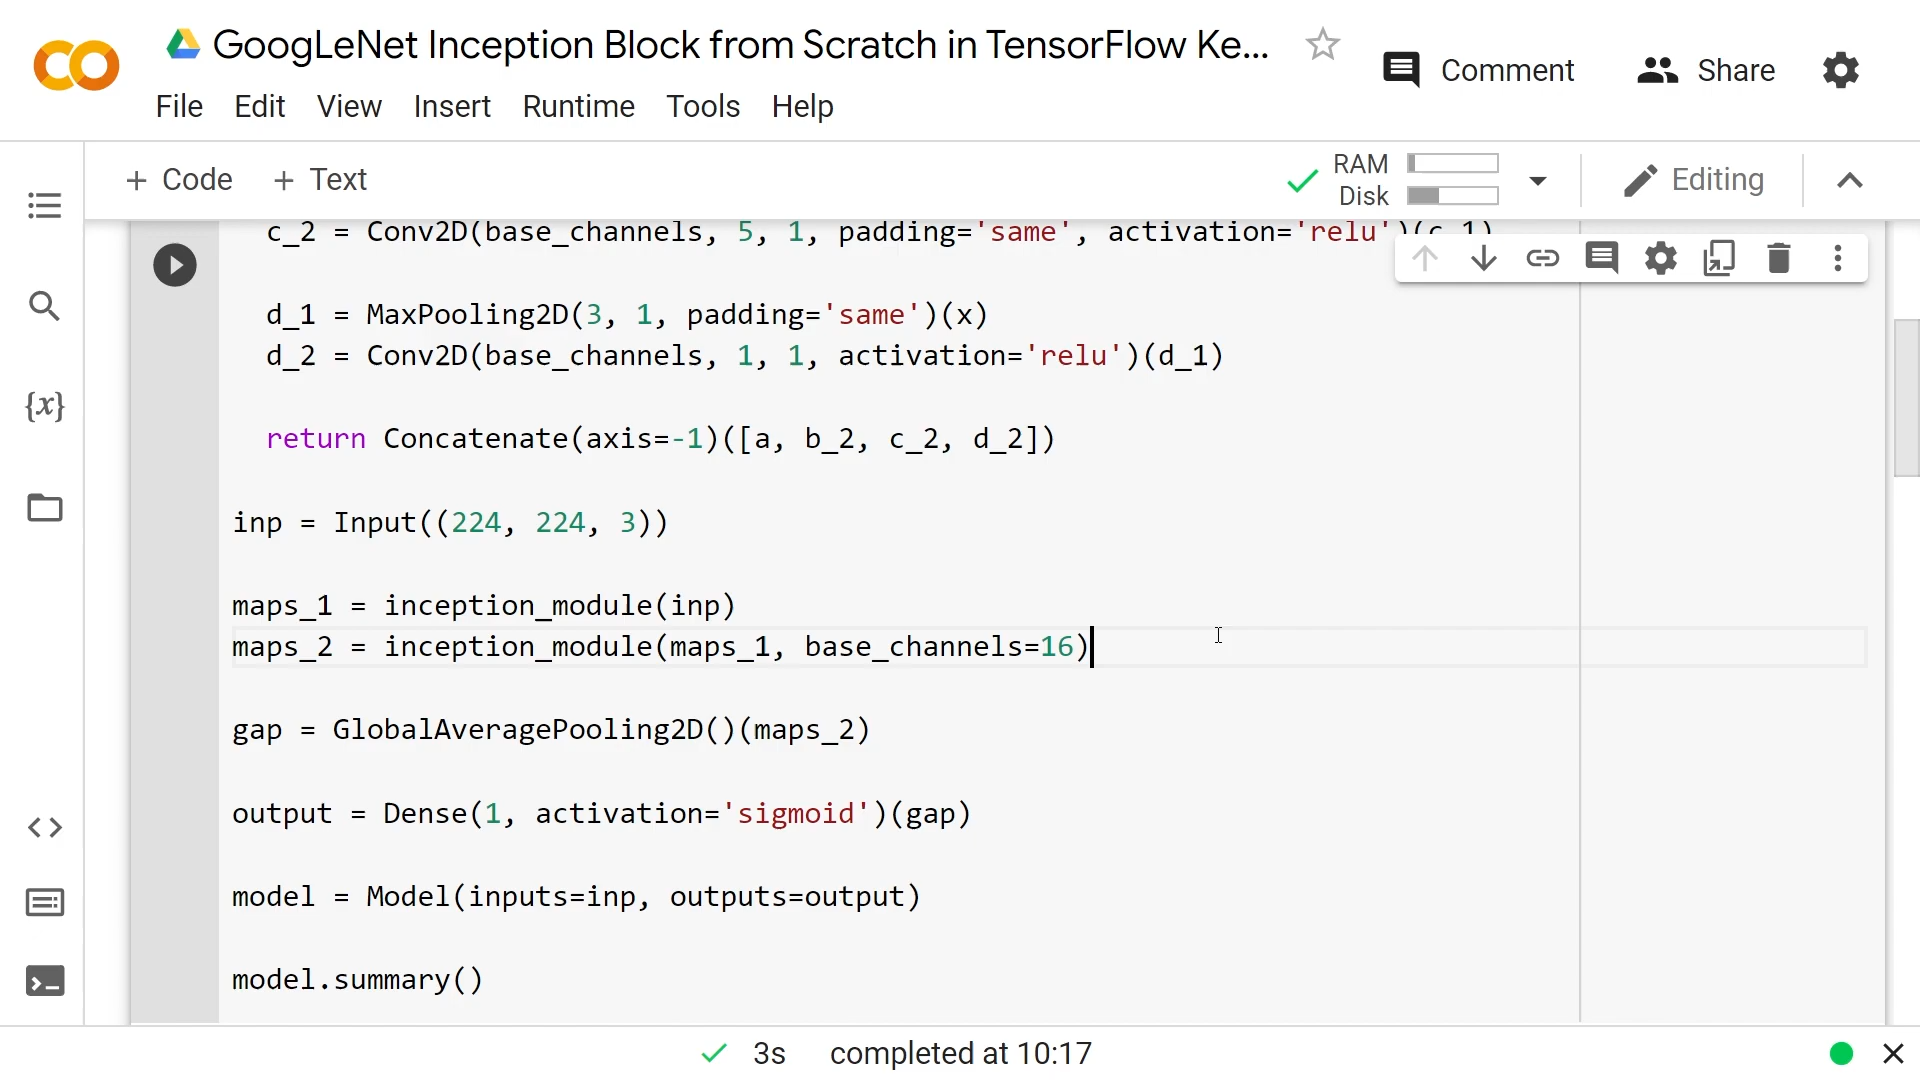 GoogLeNet Inception Block from Scratch in TensorFlow Ke...
Comment
Share
File Edit View Insert Runtime Tools Help
+ Code + Text
RAM
Disk
Editing
c_2 = Conv2D(base_channels, 5, 1, padding='same', activation='relu')(c_1)
d_1 = MaxPooling2D(3, 1, padding='same')(x)
d_2 = Conv2D(base_channels, 1, 1, activation='relu')(d_1)
return Concatenate(axis=-1)([a, b_2, c_2, d_2])
inp = Input((224, 224, 3))
maps_1 = inception_module(inp)
maps_2 = inception_module(maps_1, base_channels=16)
gap = GlobalAveragePooling2D()(maps_2)
output = Dense(1, activation='sigmoid')(gap)
model = Model(inputs=inp, outputs=output)
model.summary()
{x}
3s completed at 10:17